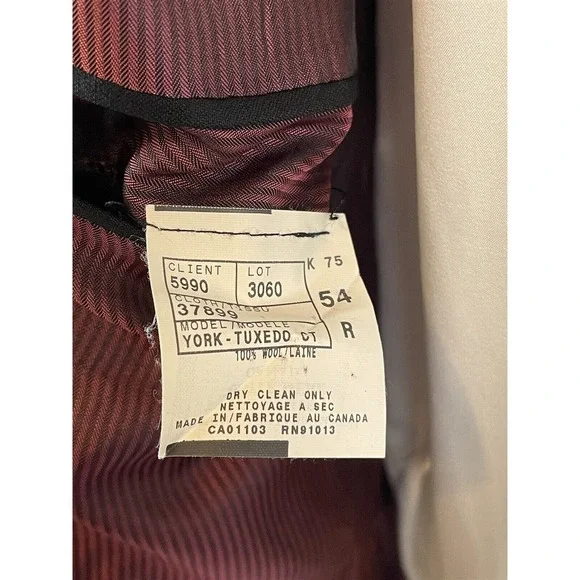 CLIENT LOT K 75
5990 3060
CLOTH/TISSU 54
37899
MODEL/MODELE R
YORK-TUXEDO CT
100% WOOL/LAINE
DRY CLEAN ONLY
NETTOYAGE A SEC
MADE IN/FABRIQUE AU CANADA
CA01103 RN91013